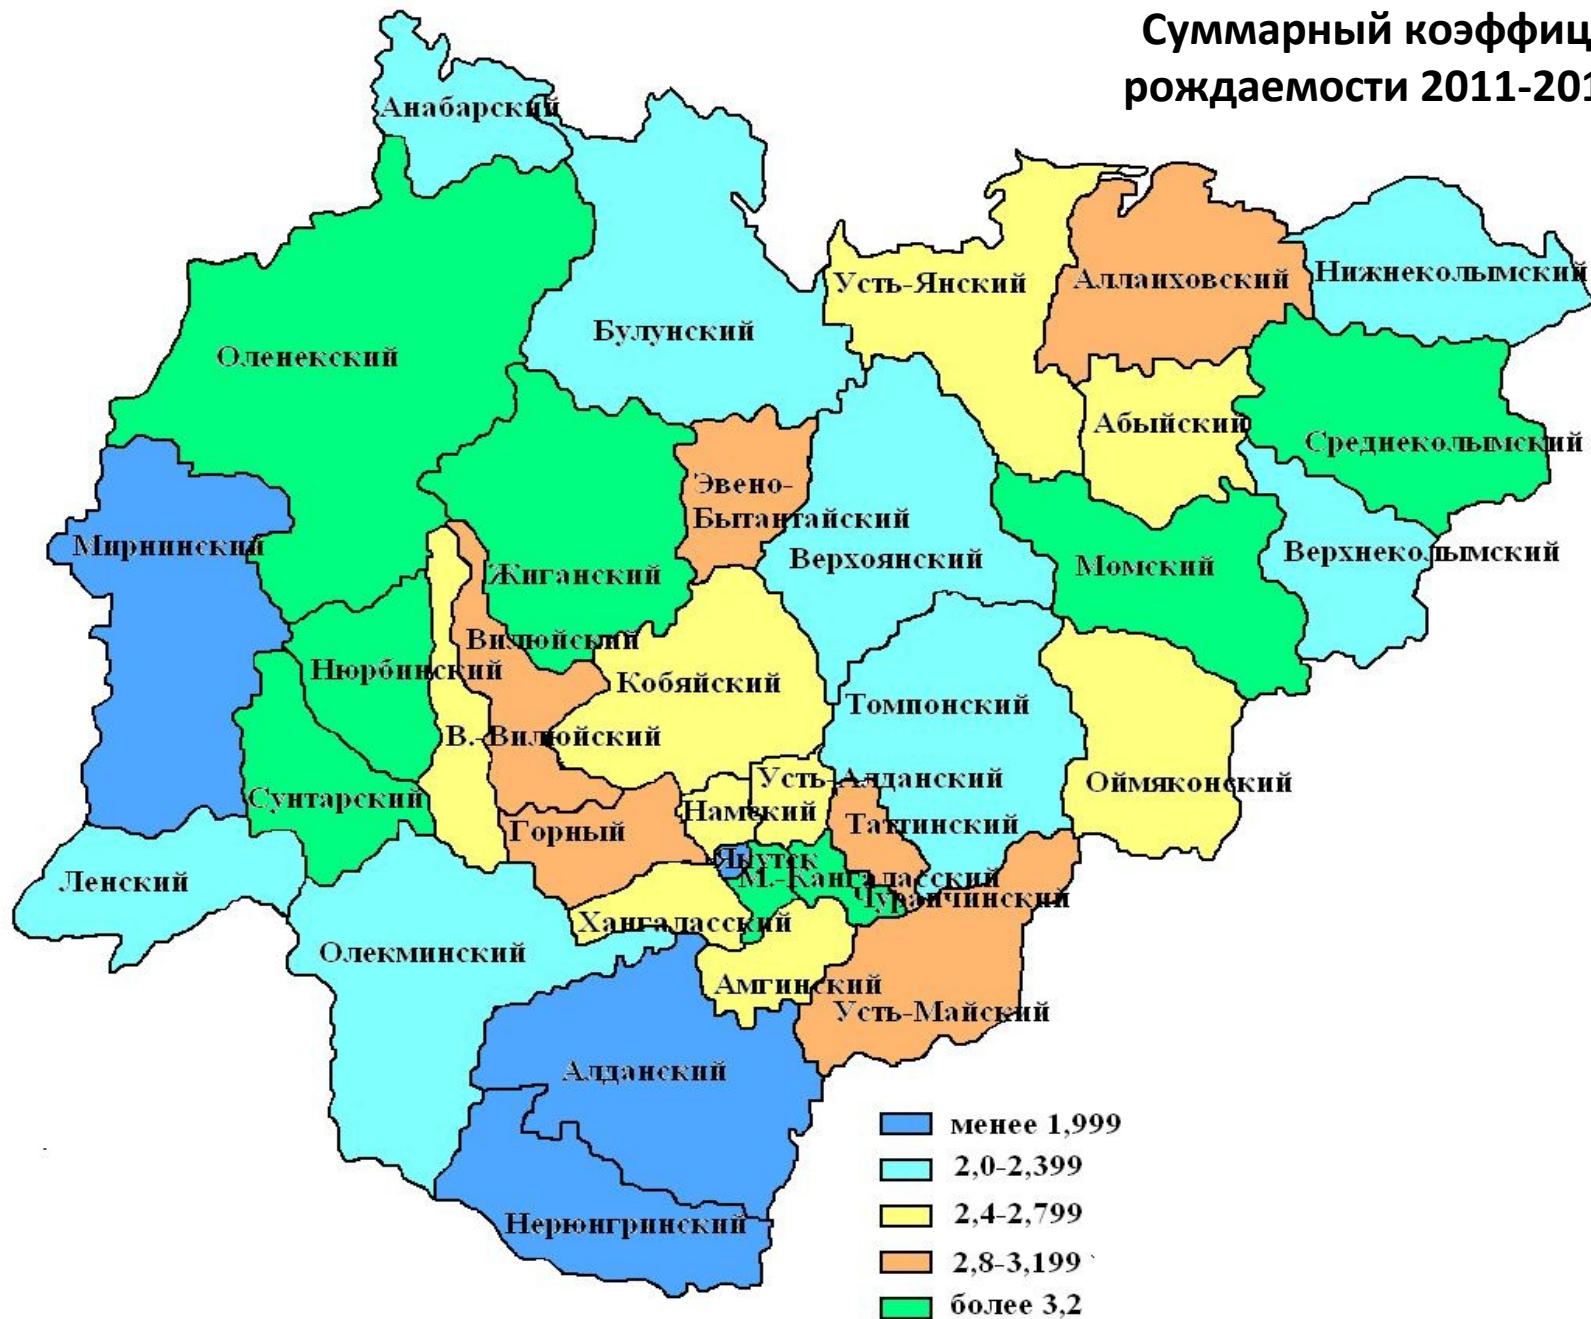 Суммарный коэффиц
рождаемости 2011-201
Анабарский
Усть-Янский
Аллаиховский
Нижнеколымский
Булунский
Оленекский
Абыйский
Среднеколымский
Эвено-
Бытантайский
Мирнинский
Жиганский
Верхоянский
Момский
Верхнеколымский
Вилюйский
Нюрбинский
Кобяйский
Томпонский
В.-Вилюйский
Усть-Алданский
Оймяконский
Сунтарский
Намский
Горный
Таттинский
Якутск
Ленский
М.-Кангаласский
Чурапчинский
Хангаласский
Олекминский
Амгинский
Усть-Майский
Алданский
Нерюнгринский
менее 1,999
2,0-2,399
2,4-2,799
2,8-3,199
более 3,2